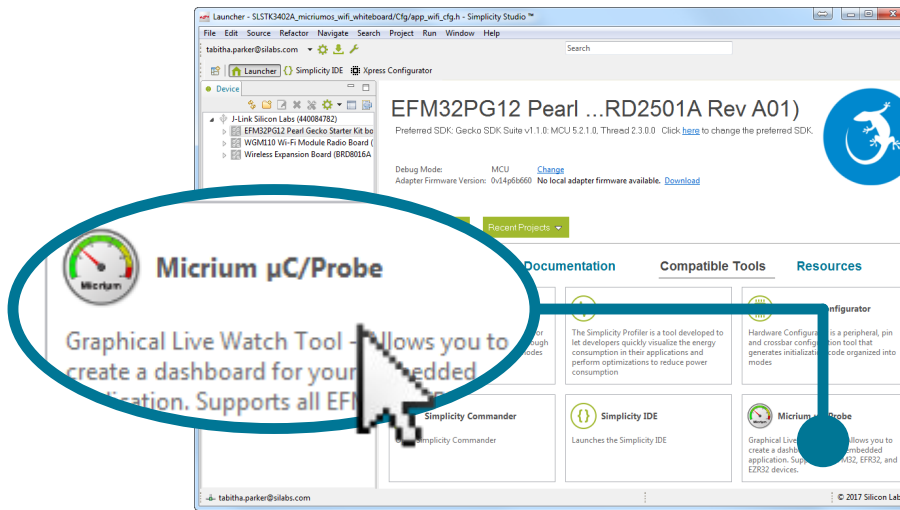 Launcher - SLSTK3402A_micriumos_wifi_whiteboard/Cfg/app_wifi_cfg.h - Simplicity Studio ™
File Edit Source Refactor Navigate Search Project Run Window Help
tabitha.parker@silabs.com
Search
Launcher {} Simplicity IDE Xpress Configurator
Device
J-Link Silicon Labs (440084782)
EFM32PG12 Pearl Gecko Starter Kit bo
WGM110 Wi-Fi Module Radio Board (
Wireless Expansion Board (BRD8016A
EFM32PG12 Pearl ...RD2501A Rev A01)
Preferred SDK: Gecko SDK Suite v1.1.0: MCU 5.2.1.0, Thread 2.3.0.0 Click here to change the preferred SDK.
Debug Mode: MCU Change
Adapter Firmware Version: 0v14p6b660 No local adapter firmware available. Download
Recent Projects
Documentation
Compatible Tools
Resources
Micrium
Micrium µC/Probe
Graphical Live Watch Tool - Allows you to
create a dashboard for your embedded
application. Supports all
The Simplicity Profiler is a tool developed to
let developers quickly visualize the energy
consumption in their applications and
perform optimizations to reduce power
consumption
Configurator
Hardware Configurator is a peripheral, pin
and crossbar configuration tool that
generates initialization code organized into
modes
Simplicity Commander
Simplicity Commander
{} Simplicity IDE
Launches the Simplicity IDE
Micrium
Micrium µC/Probe
Graphical Live allows you to
create a dashb embedded
application. Supp M32, EFR32, and
EZR32 devices.
tabitha.parker@silabs.com
© 2017 Silicon Lab